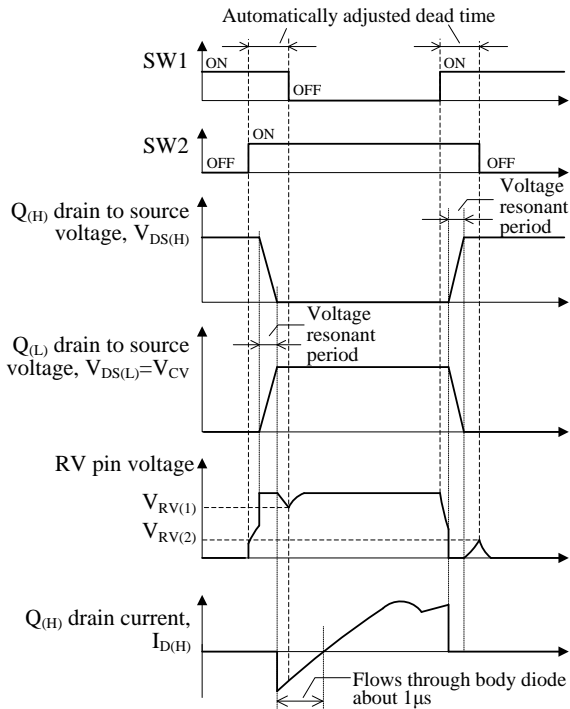 Automatically adjusted dead time
SW1
ON
OFF
ON
SW2
OFF
ON
OFF
Q(H) drain to source
voltage, VDS(H)
Voltage
resonant
period
Q(L) drain to source
voltage, VDS(L)=VCV
Voltage
resonant
period
RV pin voltage
VRV(1)
VRV(2)
Q(H) drain current,
ID(H)
Flows through body diode
about 1μs